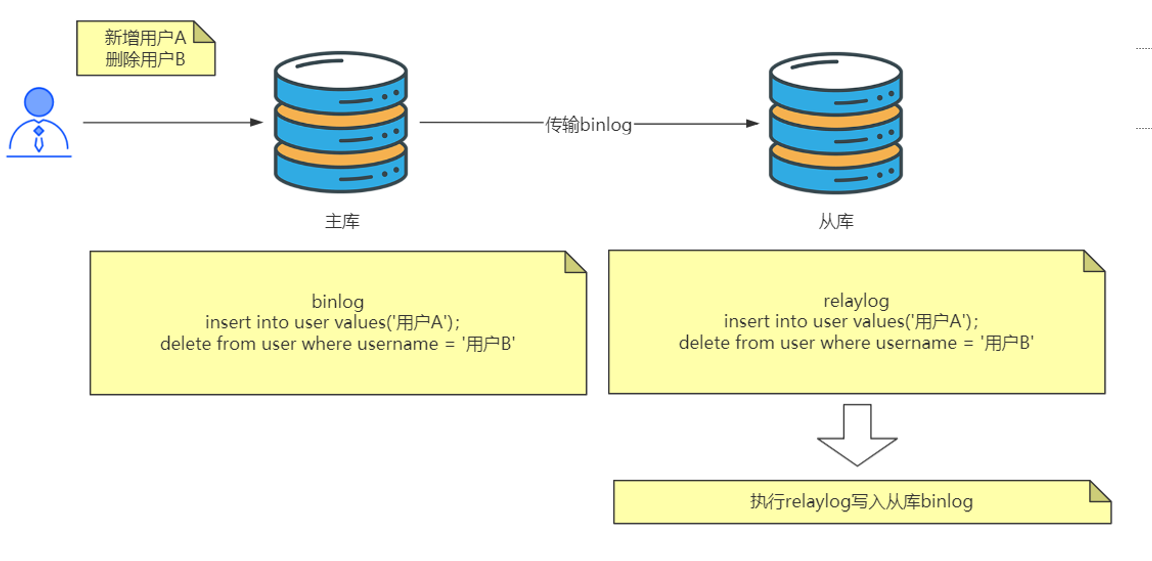 新增用户A
删除用户B
传输binlog
主库
从库
binlog
insert into user values('用户A');
delete from user where username = '用户B'
relaylog
insert into user values('用户A');
delete from user where username = '用户B'
执行relaylog写入从库binlog